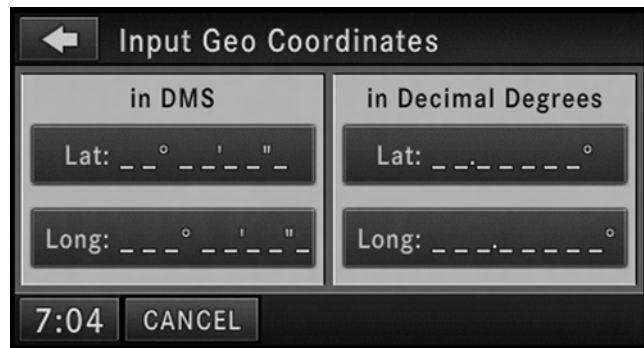 Input Geo Coordinates
in DMS
Lat: _ _° _ _' _ _"_
Long: _ _ _° _ _' _ _"_
in Decimal Degrees
Lat: _ _._ _ _ _ _°
Long: _ _ _._ _ _ _ _°
7:04
CANCEL